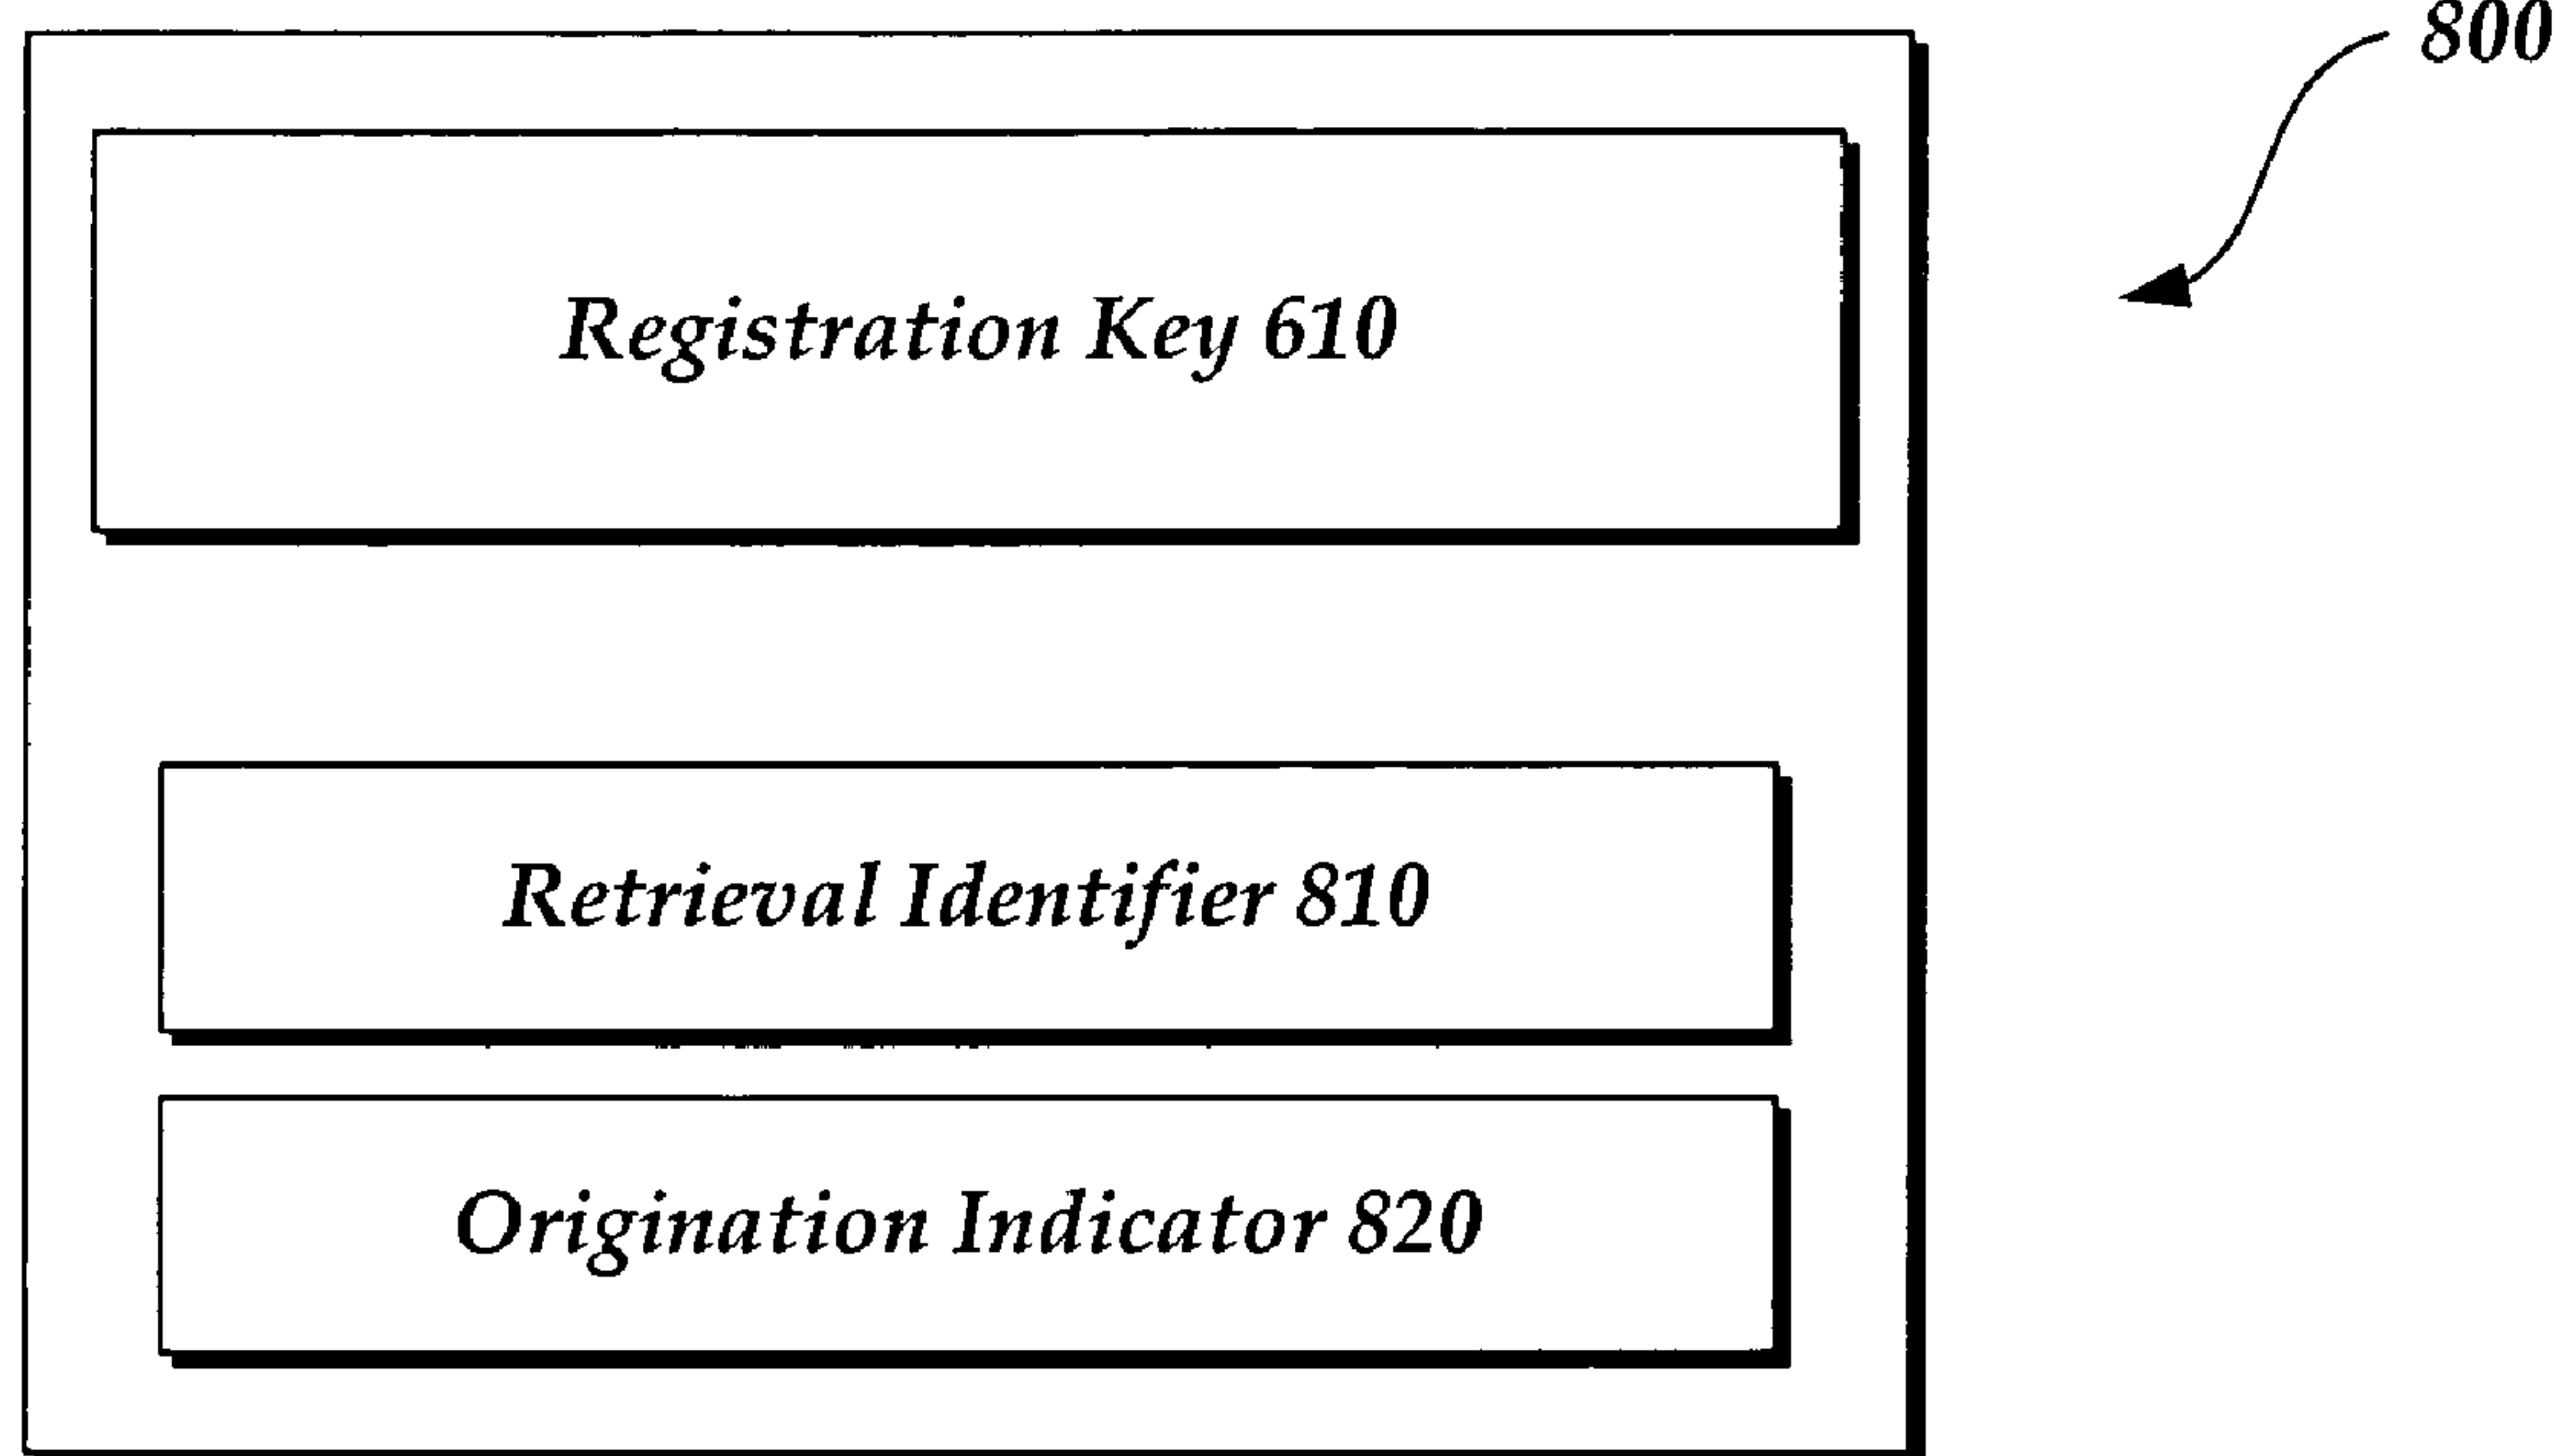 800
Registration Key 610
Retrieval Identifier 810
Origination Indicator 820